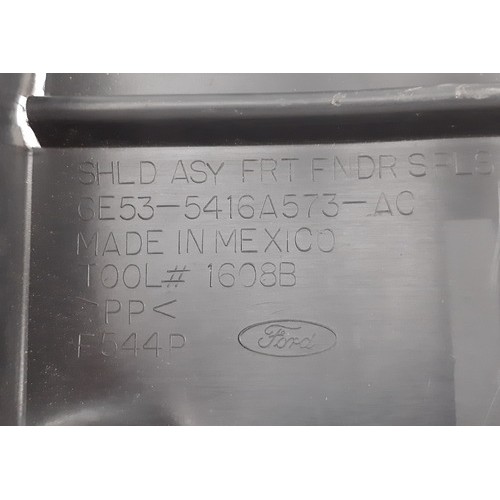 SHLD ASY FRT FNDR SPLS
6E53-5416A573-AC
MADE IN MEXICO
TOOL# 1608B
>PP<
F544P
Ford